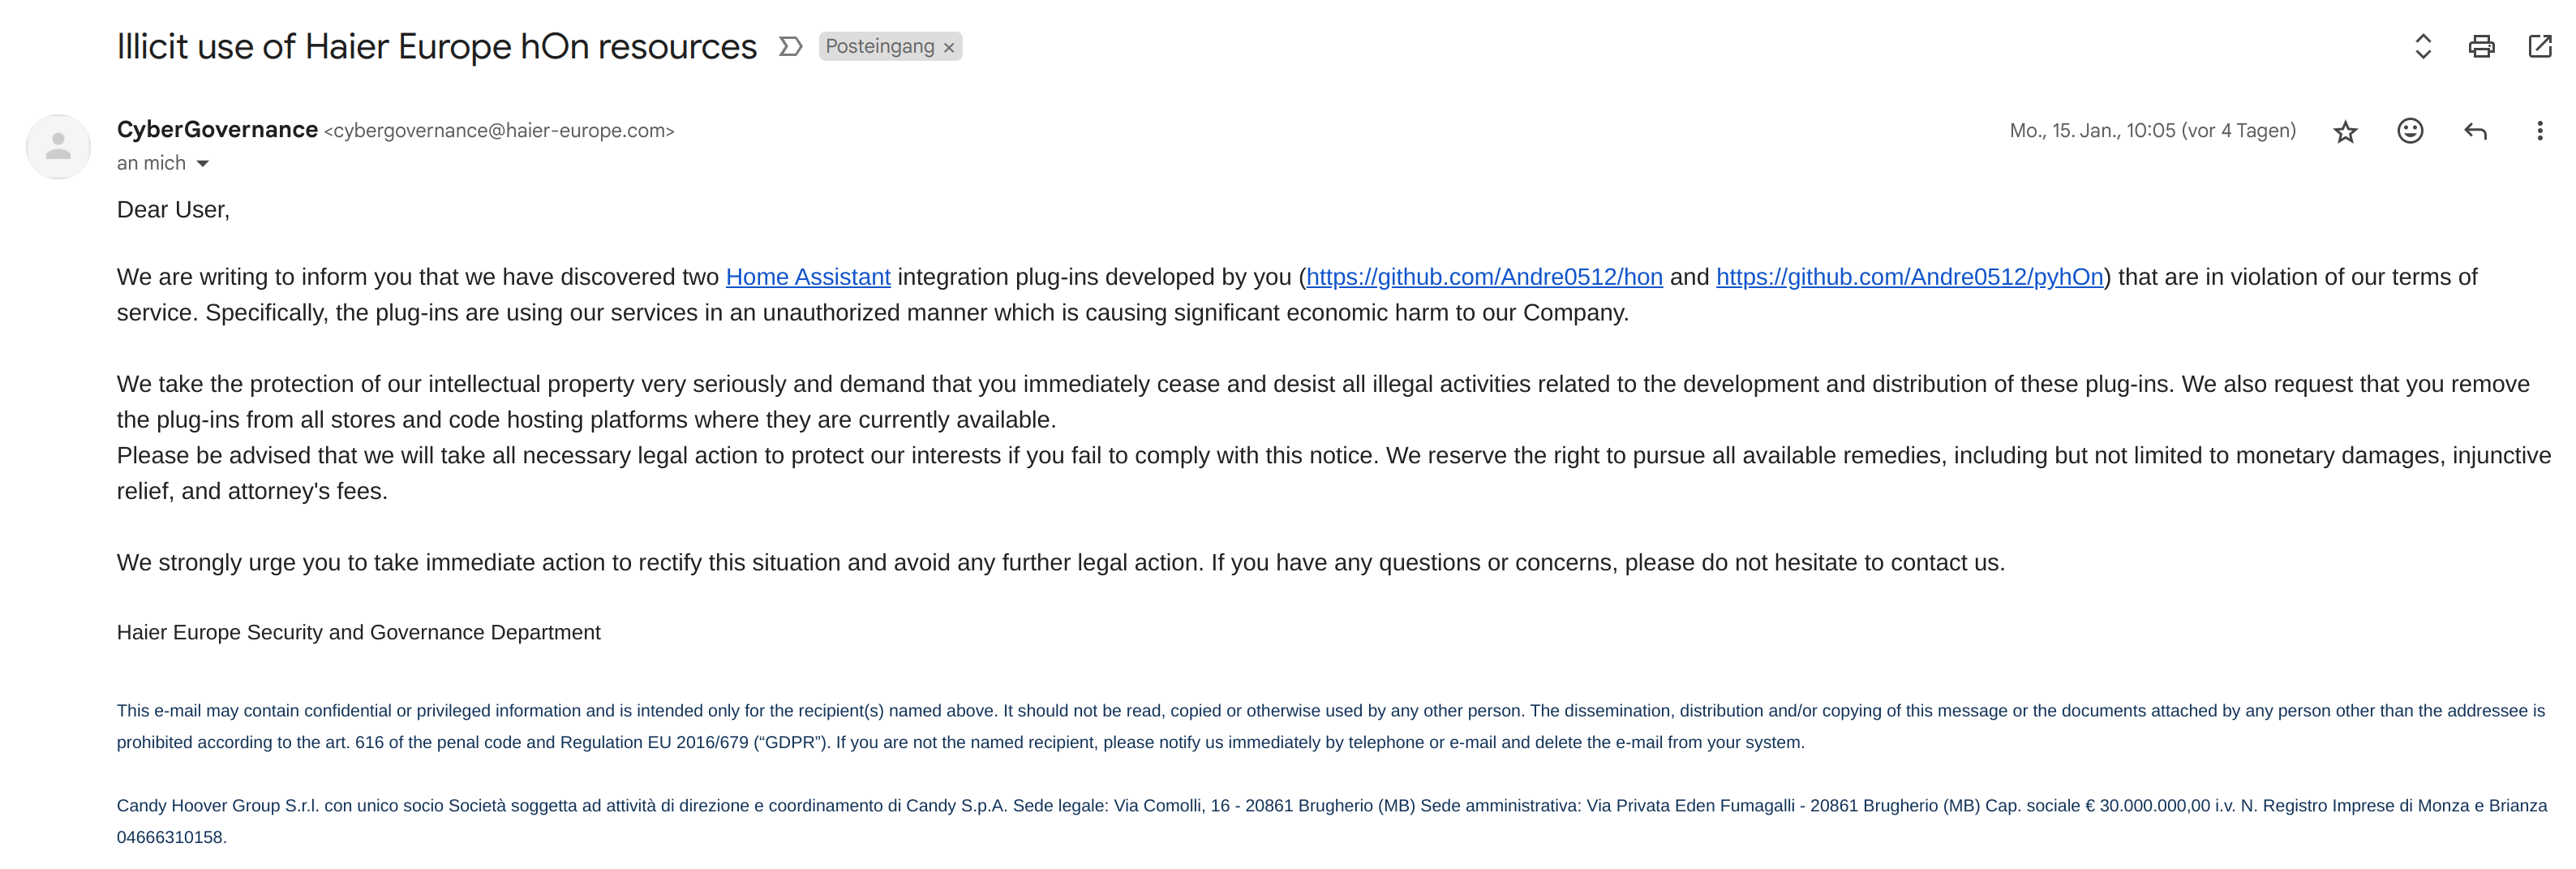 Illicit use of Haier Europe hOn resources Posteingang ×
CyberGovernance <cybergovernance@haier-europe.com> Mo., 15. Jan., 10:05 (vor 4 Tagen)
an mich
Dear User,
We are writing to inform you that we have discovered two Home Assistant integration plug-ins developed by you (https://github.com/Andre0512/hon and https://github.com/Andre0512/pyhOn) that are in violation of our terms of
service. Specifically, the plug-ins are using our services in an unauthorized manner which is causing significant economic harm to our Company.
We take the protection of our intellectual property very seriously and demand that you immediately cease and desist all illegal activities related to the development and distribution of these plug-ins. We also request that you remove
the plug-ins from all stores and code hosting platforms where they are currently available.
Please be advised that we will take all necessary legal action to protect our interests if you fail to comply with this notice. We reserve the right to pursue all available remedies, including but not limited to monetary damages, injunctive
relief, and attorney's fees.
We strongly urge you to take immediate action to rectify this situation and avoid any further legal action. If you have any questions or concerns, please do not hesitate to contact us.
Haier Europe Security and Governance Department
This e-mail may contain confidential or privileged information and is intended only for the recipient(s) named above. It should not be read, copied or otherwise used by any other person. The dissemination, distribution and/or copying of this message or the documents attached by any person other than the addressee is
prohibited according to the art. 616 of the penal code and Regulation EU 2016/679 (“GDPR”). If you are not the named recipient, please notify us immediately by telephone or e-mail and delete the e-mail from your system.
Candy Hoover Group S.r.l. con unico socio Società soggetta ad attività di direzione e coordinamento di Candy S.p.A. Sede legale: Via Comolli, 16 - 20861 Brugherio (MB) Sede amministrativa: Via Privata Eden Fumagalli - 20861 Brugherio (MB) Cap. sociale € 30.000.000,00 i.v. N. Registro Imprese di Monza e Brianza
04666310158.